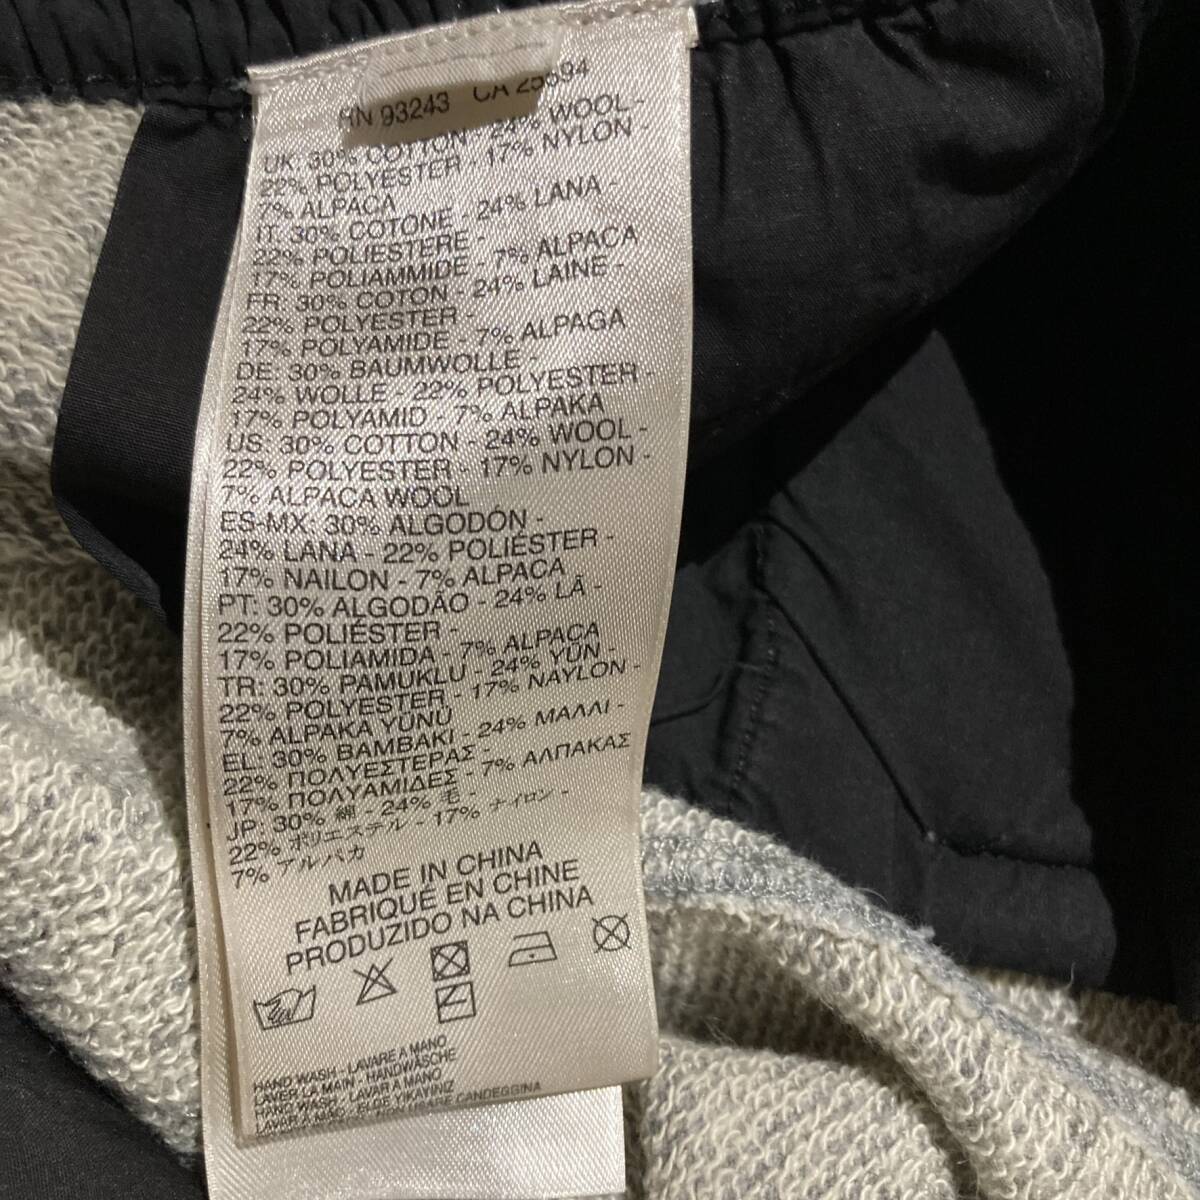 RN 93243 CA
UK: 30% COTTON - 24% WOOL -
22% POLYESTER - 17% NYLON -
7% ALPACA
IT: 30% COTONE - 24% LANA -
22% POLIESTERE -
17% POLIAMMIDE - 7% ALPACA
FR: 30% COTON - 24% LAINE -
22% POLYESTER -
17% POLYAMIDE - 7% ALPAGA
DE: 30% BAUMWOLLE -
24% WOLLE - 22% POLYESTER -
17% POLYAMID - 7% ALPAKA
US: 30% COTTON - 24% WOOL -
22% POLYESTER - 17% NYLON -
7% ALPACA WOOL
ES-MX: 30% ALGODÓN -
24% LANA - 22% POLIÉSTER -
17% NAILON - 7% ALPACA
PT: 30% ALGODÃO - 24% LÃ -
22% POLIÉSTER -
17% POLIAMIDA - 7% ALPACA
TR: 30% PAMUKLU - 24% YÜN -
22% POLYESTER - 17% NAYLON -
7% ALPAKA YÜNÜ
EL: 30% ΒΑΜΒΑΚΙ - 24% ΜΑΛΛΙ -
22% ΠΟΛΥΕΣΤΕΡΑΣ -
17% ΠΟΛΥΑΜΙΔΕΣ - 7% ΑΛΠΑΚΑΣ
JP: 30% 綿 - 24% 毛 -
22% ポリエステル - 17% ナイロン -
7% アルパカ
MADE IN CHINA
FABRIQUÉ EN CHINE
PRODUZIDO NA CHINA
HAND WASH - LAVARE A MANO
LAVER LA MAIN - HANDWÄSCHE
HAND WASH - LAVAR A MANO
ELDE YIKAYINIZ
CANDEGGINA